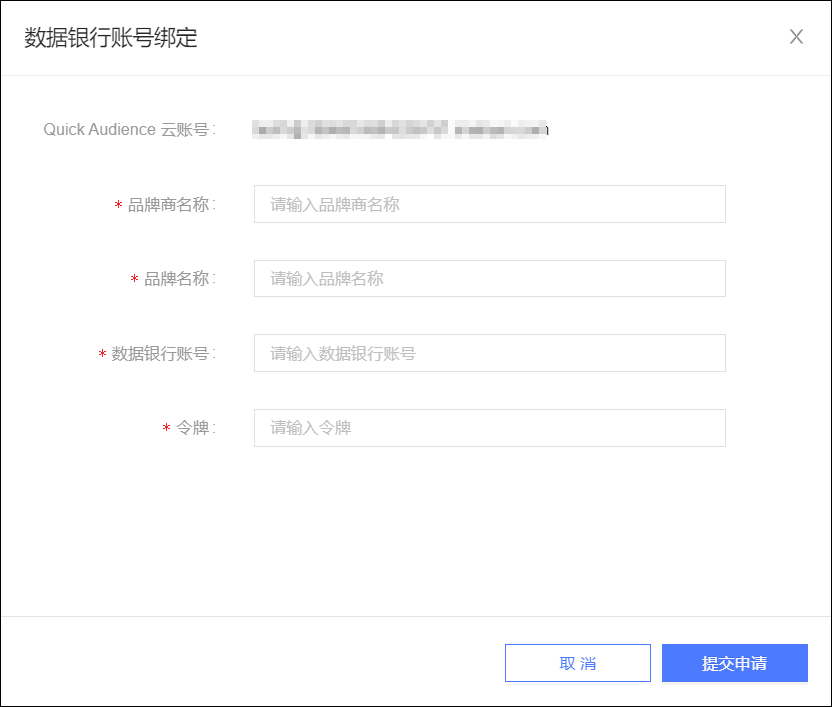 数据银行账号绑定
Quick Audience 云账号:
* 品牌商名称: 请输入品牌商名称
* 品牌名称: 请输入品牌名称
* 数据银行账号: 请输入数据银行账号
* 令牌: 请输入令牌
取 消 提交申请